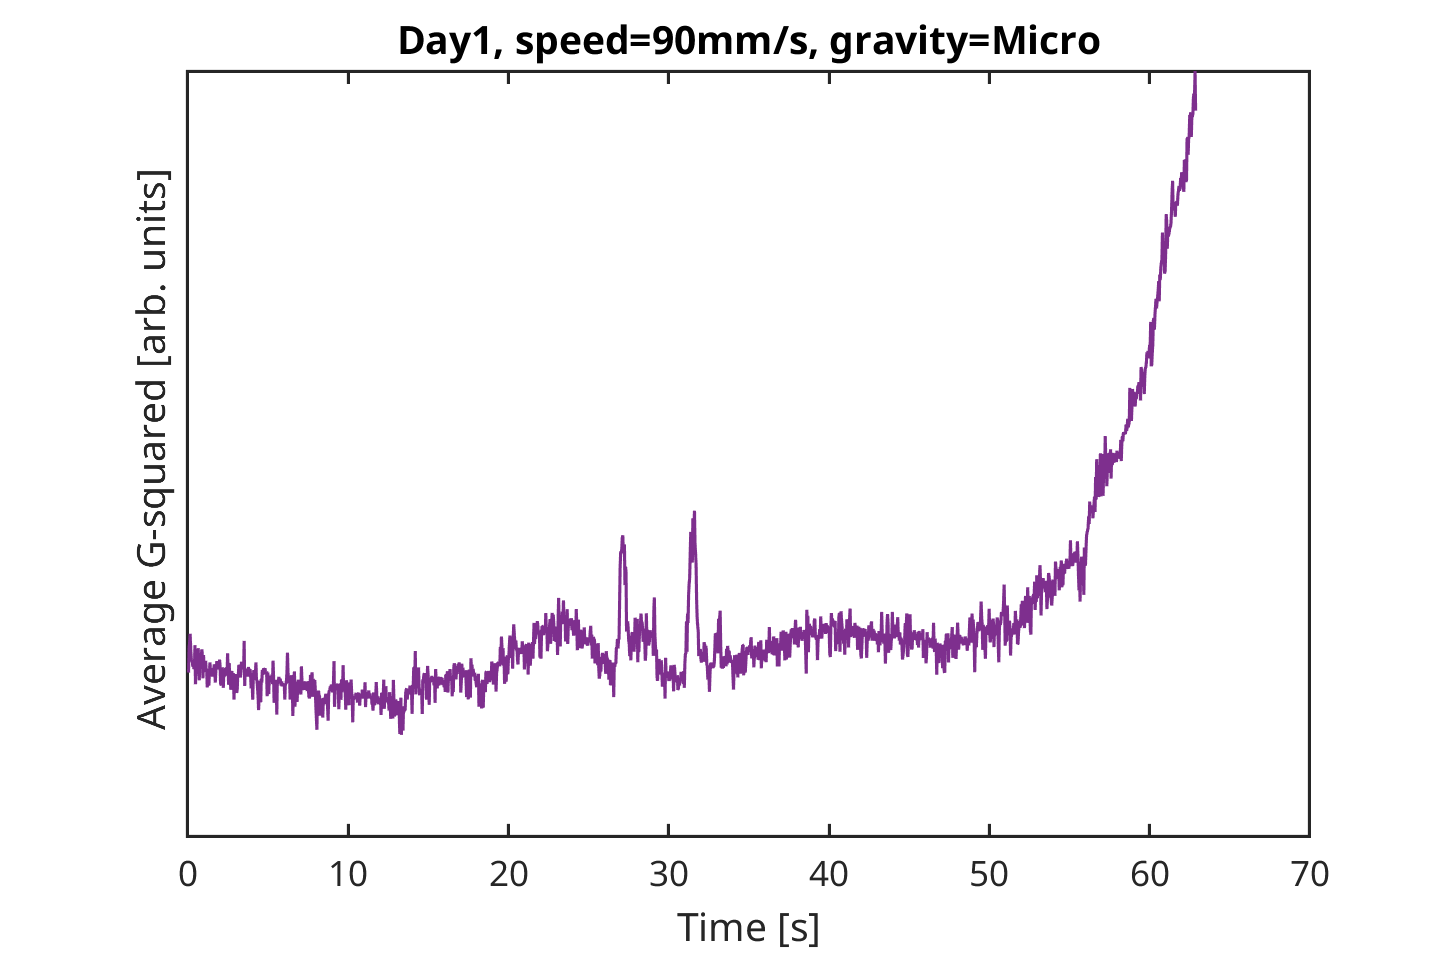 Day1, speed=90mm/s, gravity=Micro
Average G-squared [arb. units]
0 10 20 30 40 50 60 70
Time [s]